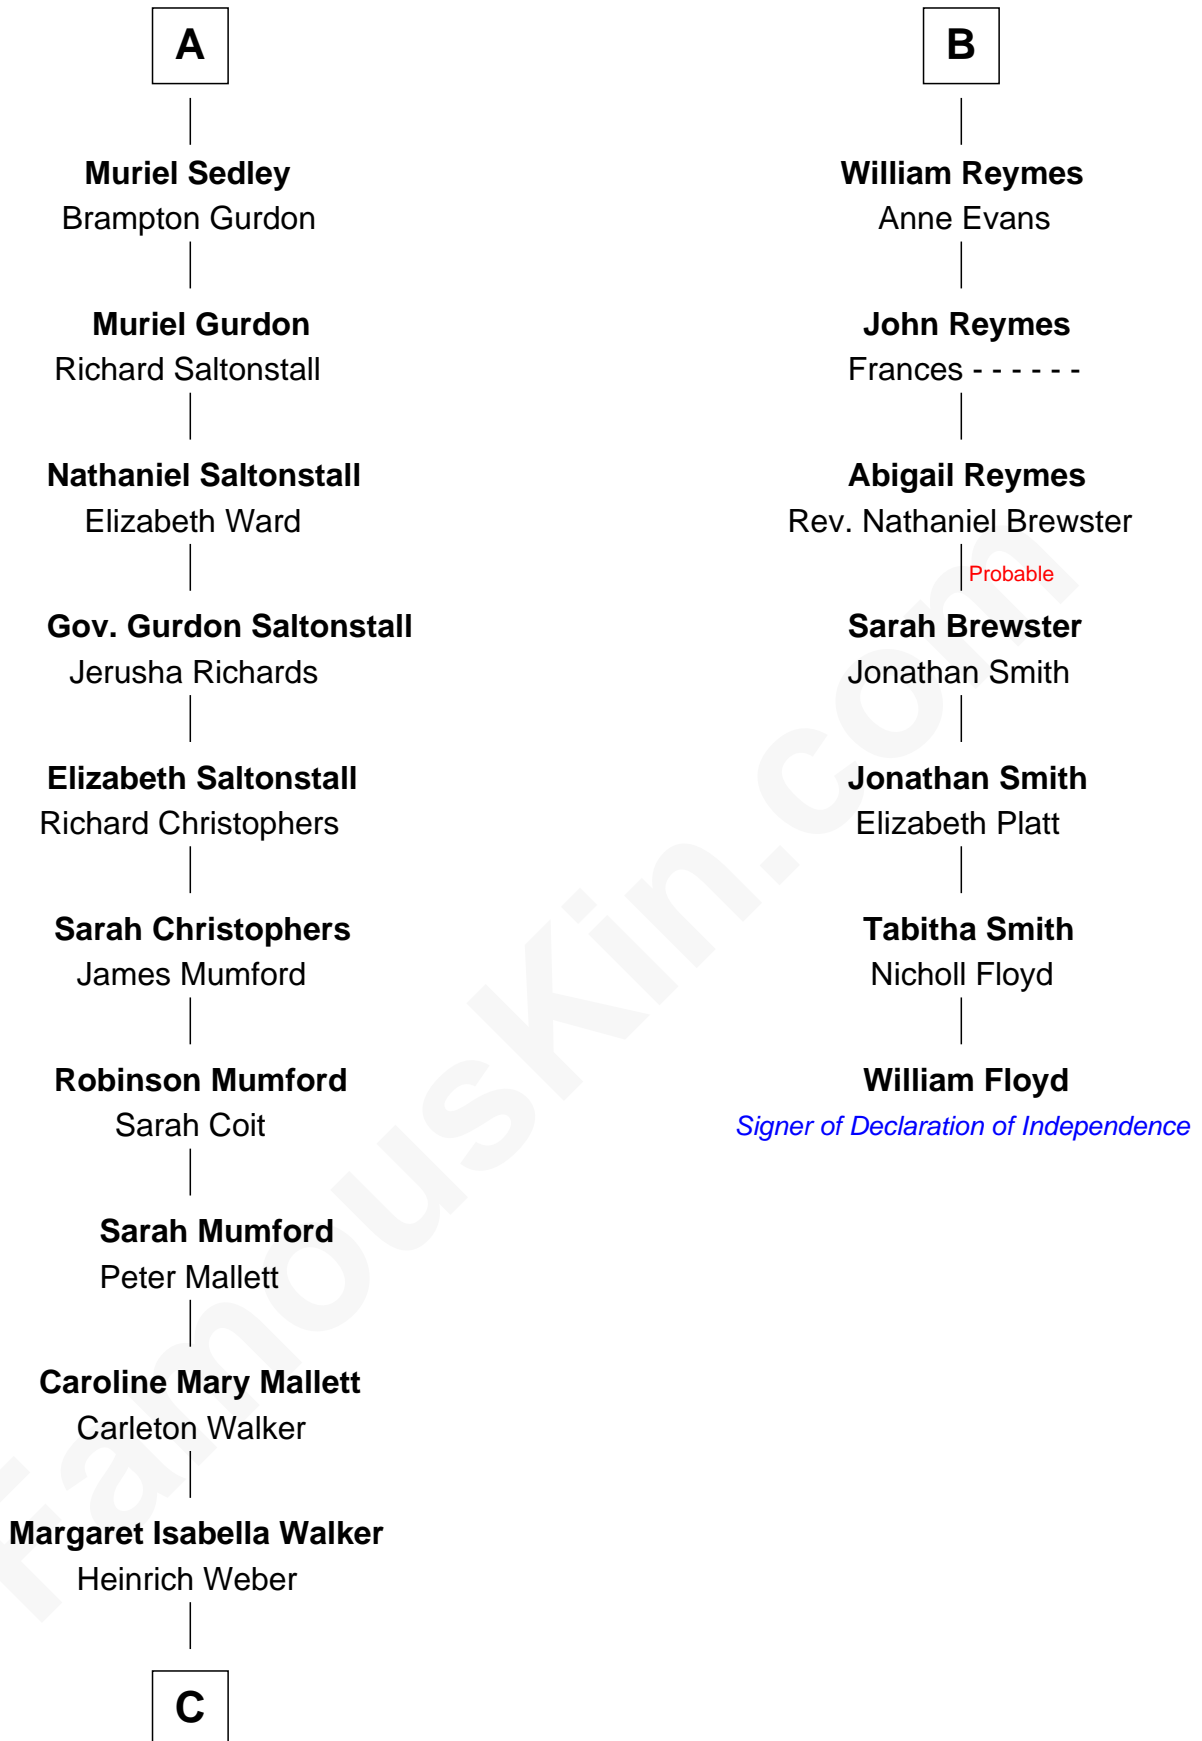 A
Muriel Sedley
Brampton Gurdon
Muriel Gurdon
Richard Saltonstall
Nathaniel Saltonstall
Elizabeth Ward
Gov. Gurdon Saltonstall
Jerusha Richards
Elizabeth Saltonstall
Richard Christophers
Sarah Christophers
James Mumford
Robinson Mumford
Sarah Coit
Sarah Mumford
Peter Mallett
Caroline Mary Mallett
Carleton Walker
Margaret Isabella Walker
Heinrich Weber
C
B
William Reymes
Anne Evans
John Reymes
Frances - - - - - -
Abigail Reymes
Rev. Nathaniel Brewster
Probable
Sarah Brewster
Jonathan Smith
Jonathan Smith
Elizabeth Platt
Tabitha Smith
Nicholl Floyd
William Floyd
Signer of Declaration of Independence
FamousKin.com